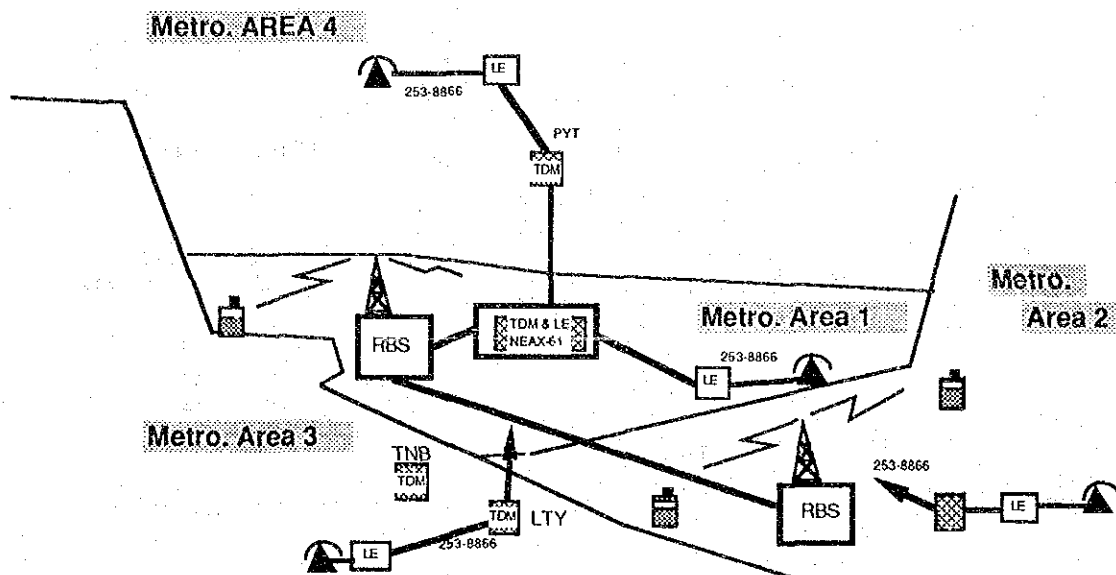 Metro. AREA 4
LE
253-8866
PYT
TDM
Metro.
Area 2
Metro. Area 1
TDM & LE
NEAX-61
RBS
253-8866
LE
Metro. Area 3
TNB
TDM
253-8866
LE
TDM
LTY
RBS
LE
253-8866